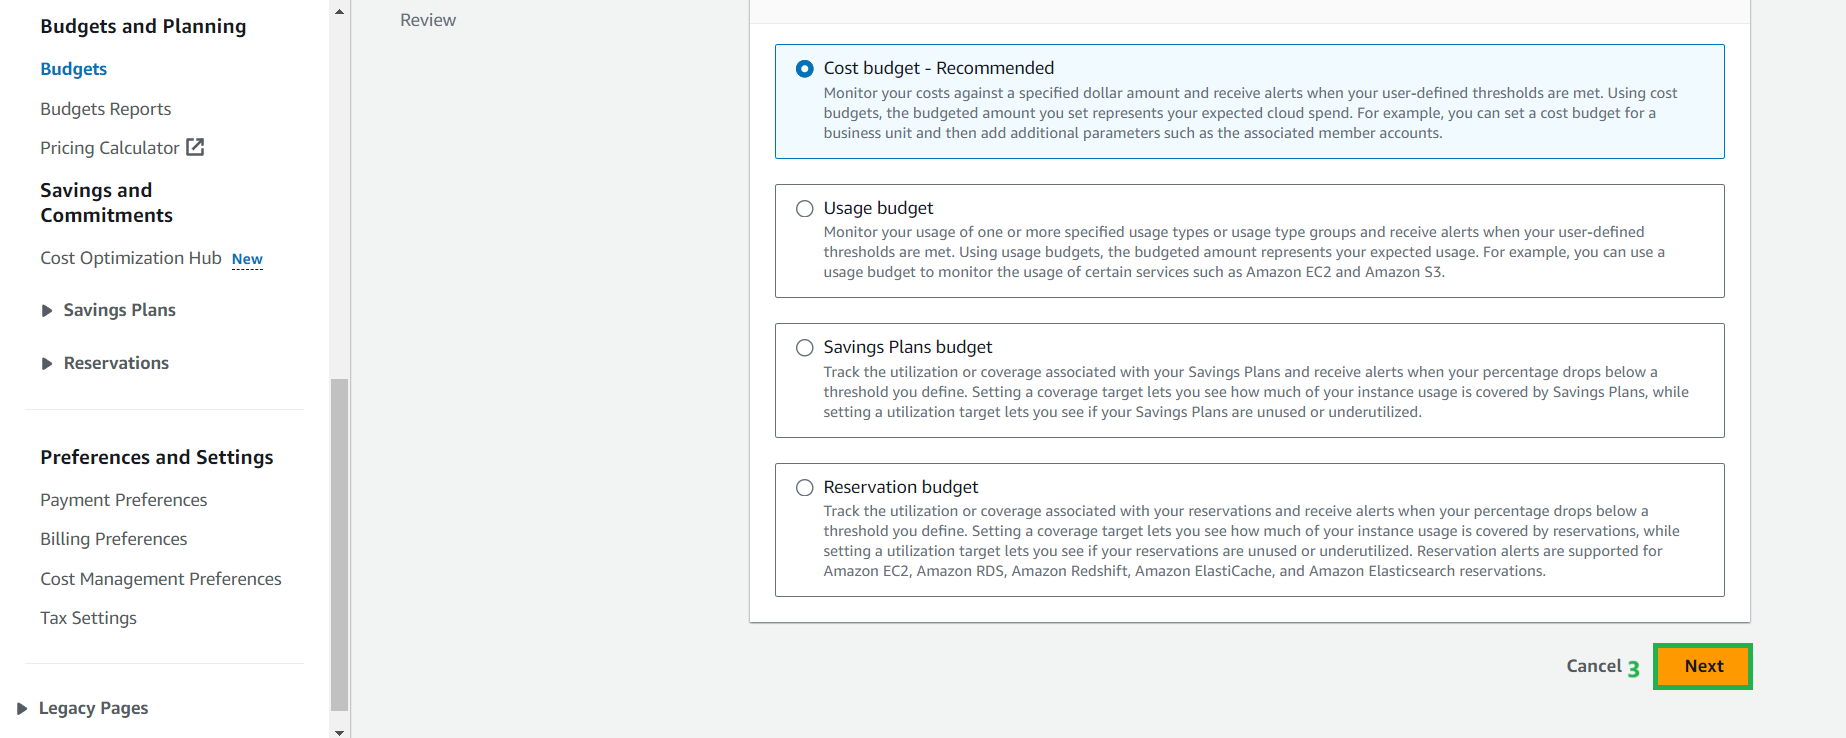 Budgets and Planning
Budgets
Budgets Reports
Pricing Calculator
Savings and
Commitments
Cost Optimization Hub New
Savings Plans
Reservations
Preferences and Settings
Payment Preferences
Billing Preferences
Cost Management Preferences
Tax Settings
Legacy Pages
Review
Cost budget - Recommended
Monitor your costs against a specified dollar amount and receive alerts when your user-defined thresholds are met. Using cost
budgets, the budgeted amount you set represents your expected cloud spend. For example, you can set a cost budget for a
business unit and then add additional parameters such as the associated member accounts.
Usage budget
Monitor your usage of one or more specified usage types or usage type groups and receive alerts when your user-defined
thresholds are met. Using usage budgets, the budgeted amount represents your expected usage. For example, you can use a
usage budget to monitor the usage of certain services such as Amazon EC2 and Amazon S3.
Savings Plans budget
Track the utilization or coverage associated with your Savings Plans and receive alerts when your percentage drops below a
threshold you define. Setting a coverage target lets you see how much of your instance usage is covered by Savings Plans, while
setting a utilization target lets you see if your Savings Plans are unused or underutilized.
Reservation budget
Track the utilization or coverage associated with your reservations and receive alerts when your percentage drops below a
threshold you define. Setting a coverage target lets you see how much of your instance usage is covered by reservations, while
setting a utilization target lets you see if your reservations are unused or underutilized. Reservation alerts are supported for
Amazon EC2, Amazon RDS, Amazon Redshift, Amazon ElastiCache, and Amazon Elasticsearch reservations.
Cancel 3 Next